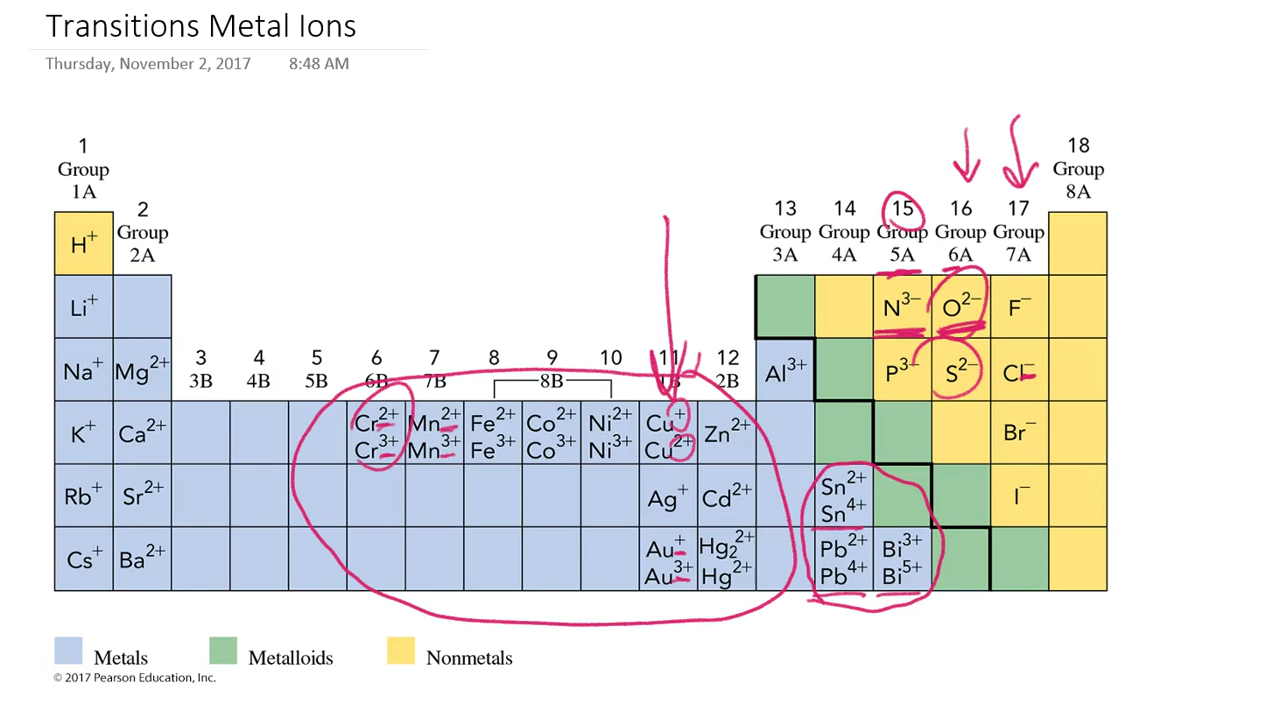 Transitions Metal Ions
Thursday, November 2, 2017 8:48 AM
1
Group
1A
18
Group
8A
2
Group
2A
13 14 15 16 17
Group Group Group Group Group
3A 4A 5A 6A 7A
H⁺
Li⁺ N³⁻ O²⁻ F⁻
3 4 5 6 7 8 9 10 11 12
3B 4B 5B 6B 7B 8B 1B 2B
Na⁺ Mg²⁺ Al³⁺ P³⁻ S²⁻ Cl⁻
K⁺ Ca²⁺ Cr²⁺ Mn²⁺ Fe²⁺ Co²⁺ Ni²⁺ Cu⁺ Zn²⁺ Br⁻
Cr³⁺ Mn³⁺ Fe³⁺ Co³⁺ Ni³⁺ Cu²⁺
Rb⁺ Sr²⁺ Ag⁺ Cd²⁺ Sn²⁺ I⁻
Sn⁴⁺
Cs⁺ Ba²⁺ Au⁺ Hg₂²⁺ Pb²⁺ Bi³⁺
Au³⁺ Hg²⁺ Pb⁴⁺ Bi⁵⁺
Metals Metalloids Nonmetals
© 2017 Pearson Education, Inc.